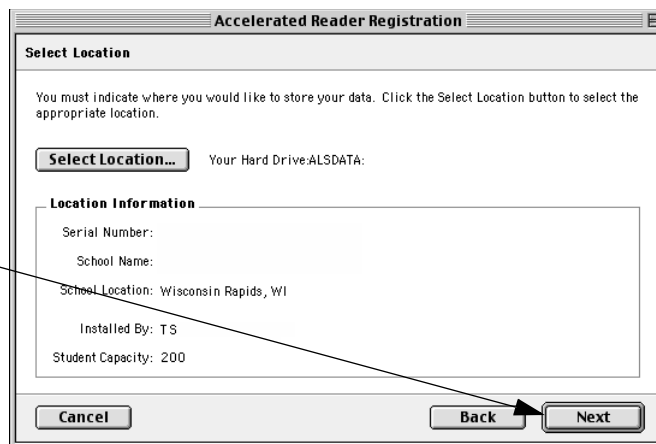 Accelerated Reader Registration
Select Location
You must indicate where you would like to store your data. Click the Select Location button to select the
appropriate location.
Select Location... Your Hard Drive:ALSDATA:
Location Information
Serial Number:
School Name:
School Location: Wisconsin Rapids, WI
Installed By: TS
Student Capacity: 200
Cancel Back Next